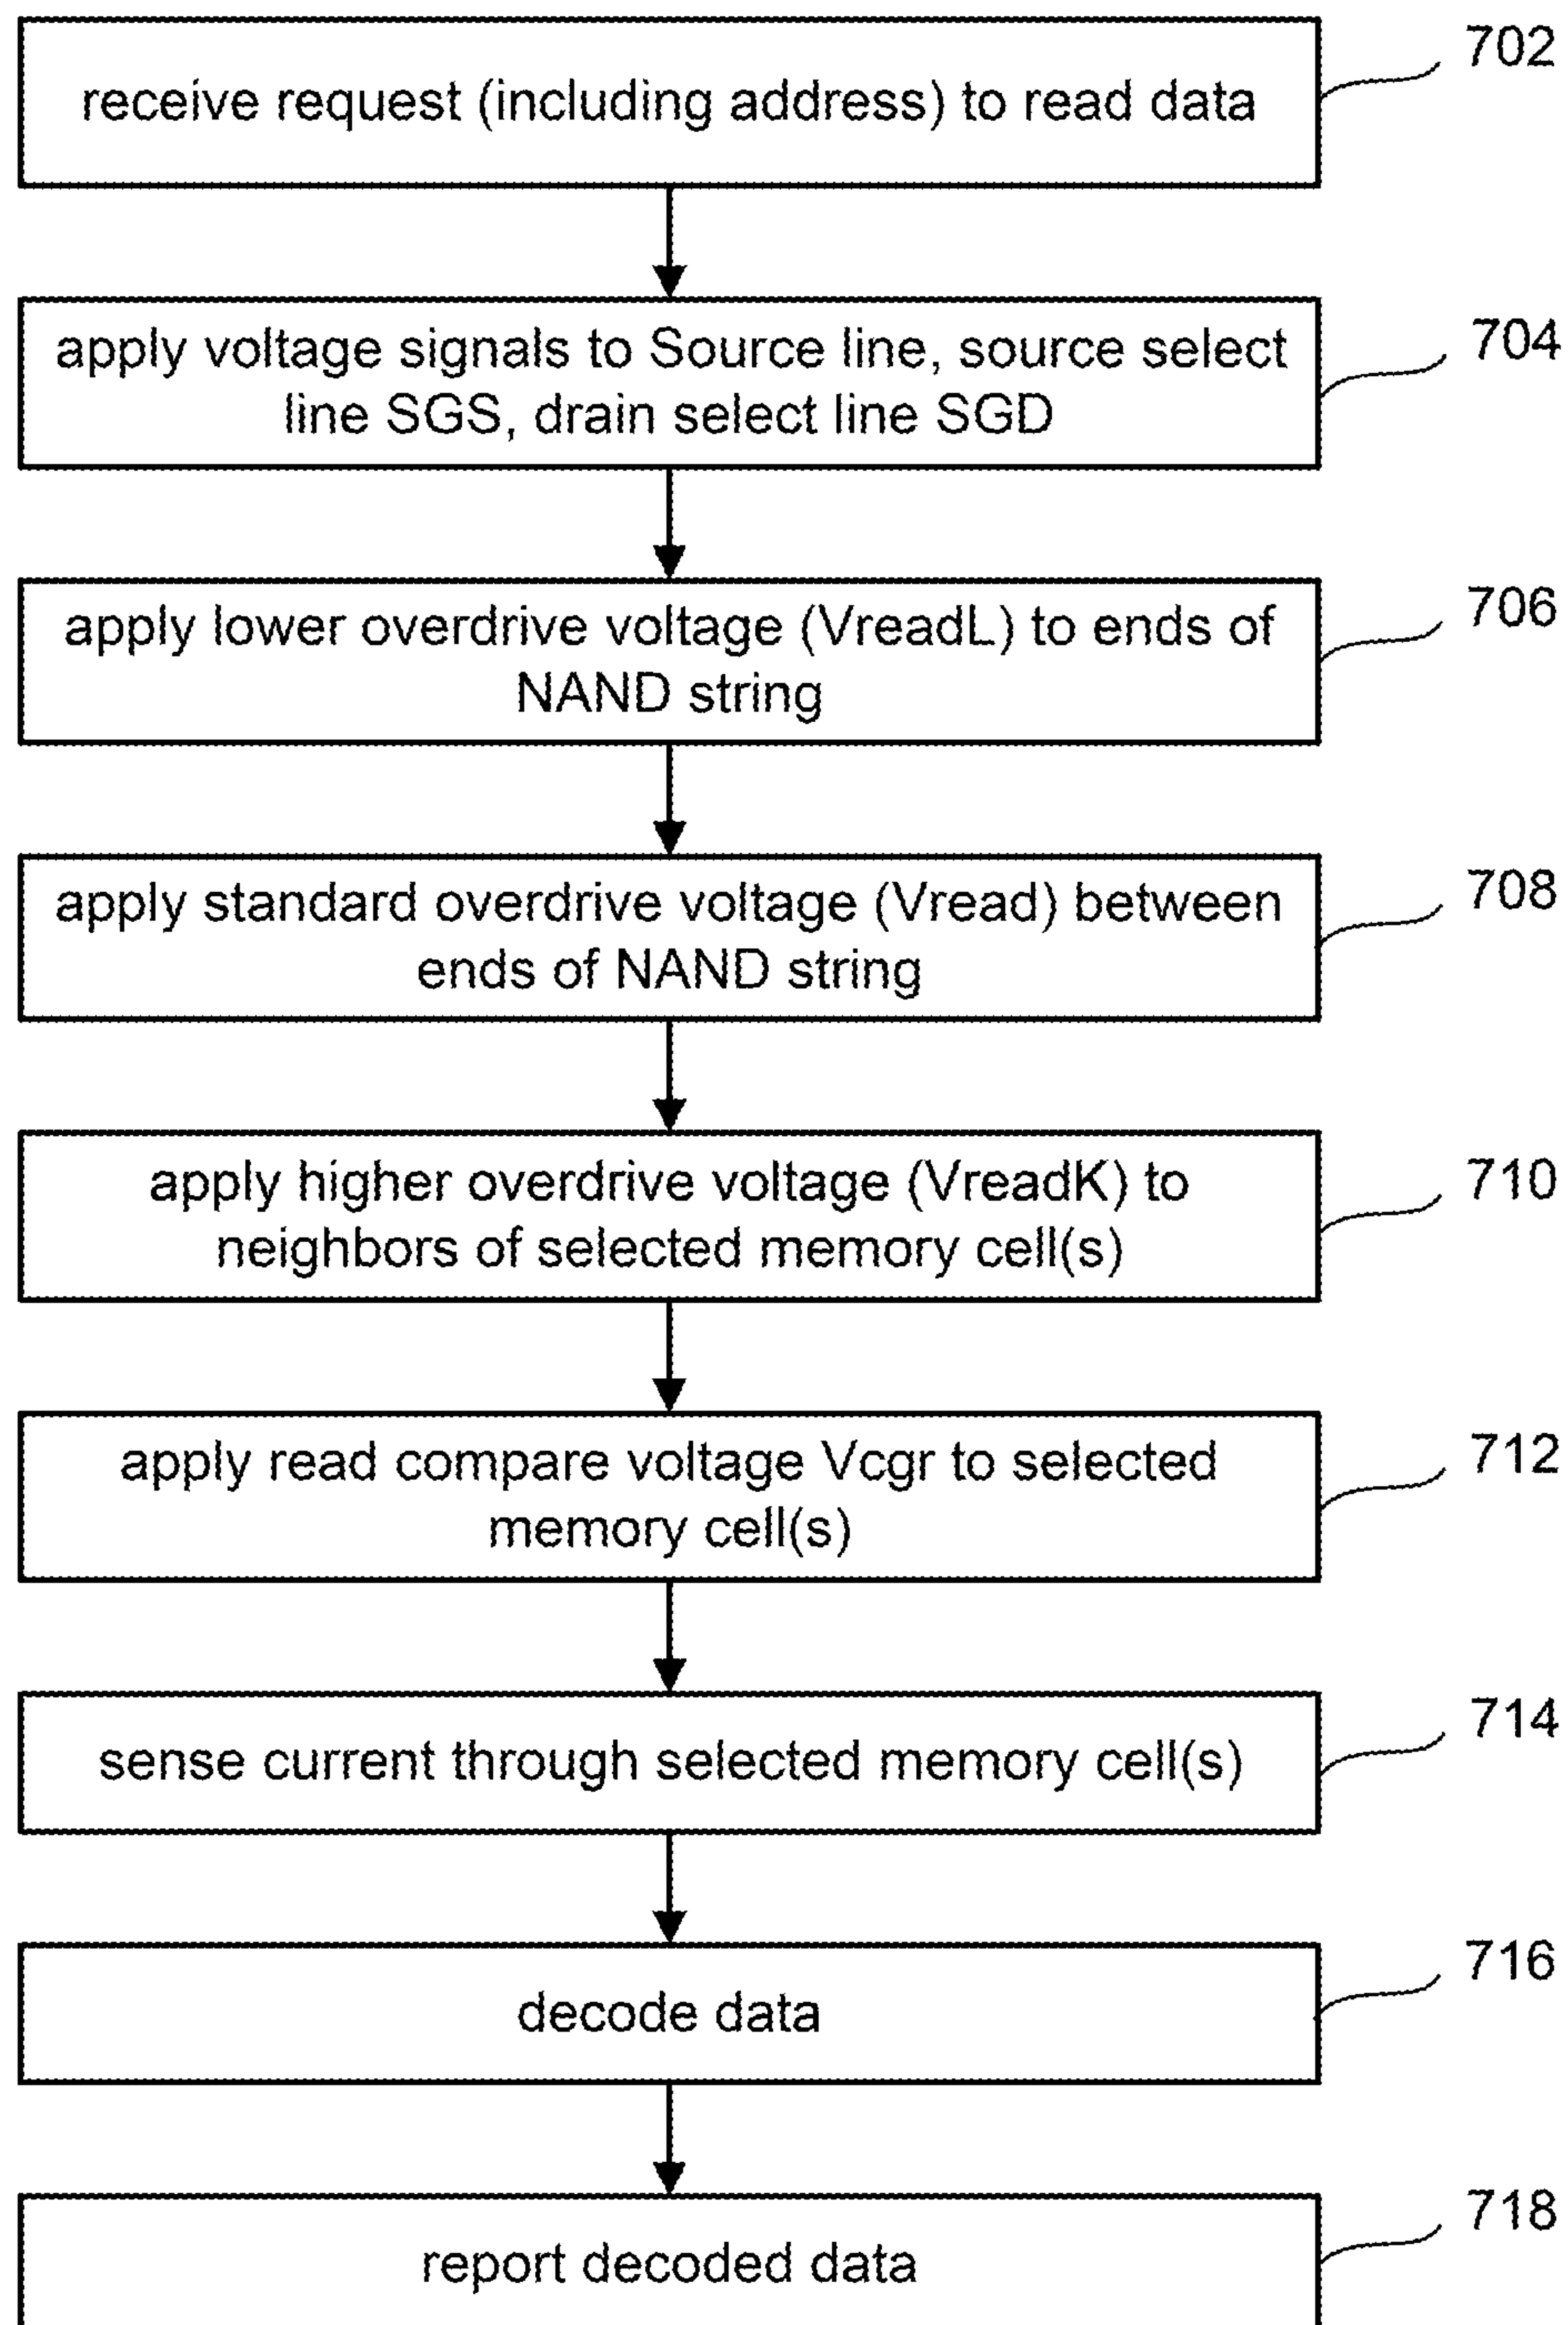 702
receive request (including address) to read data
704
apply voltage signals to Source line, source select
line SGS, drain select line SGD
706
apply lower overdrive voltage (VreadL) to ends of
NAND string
708
apply standard overdrive voltage (Vread) between
ends of NAND string
710
apply higher overdrive voltage (VreadK) to
neighbors of selected memory cell(s)
712
apply read compare voltage Vcgr to selected
memory cell(s)
714
sense current through selected memory cell(s)
716
decode data
718
report decoded data